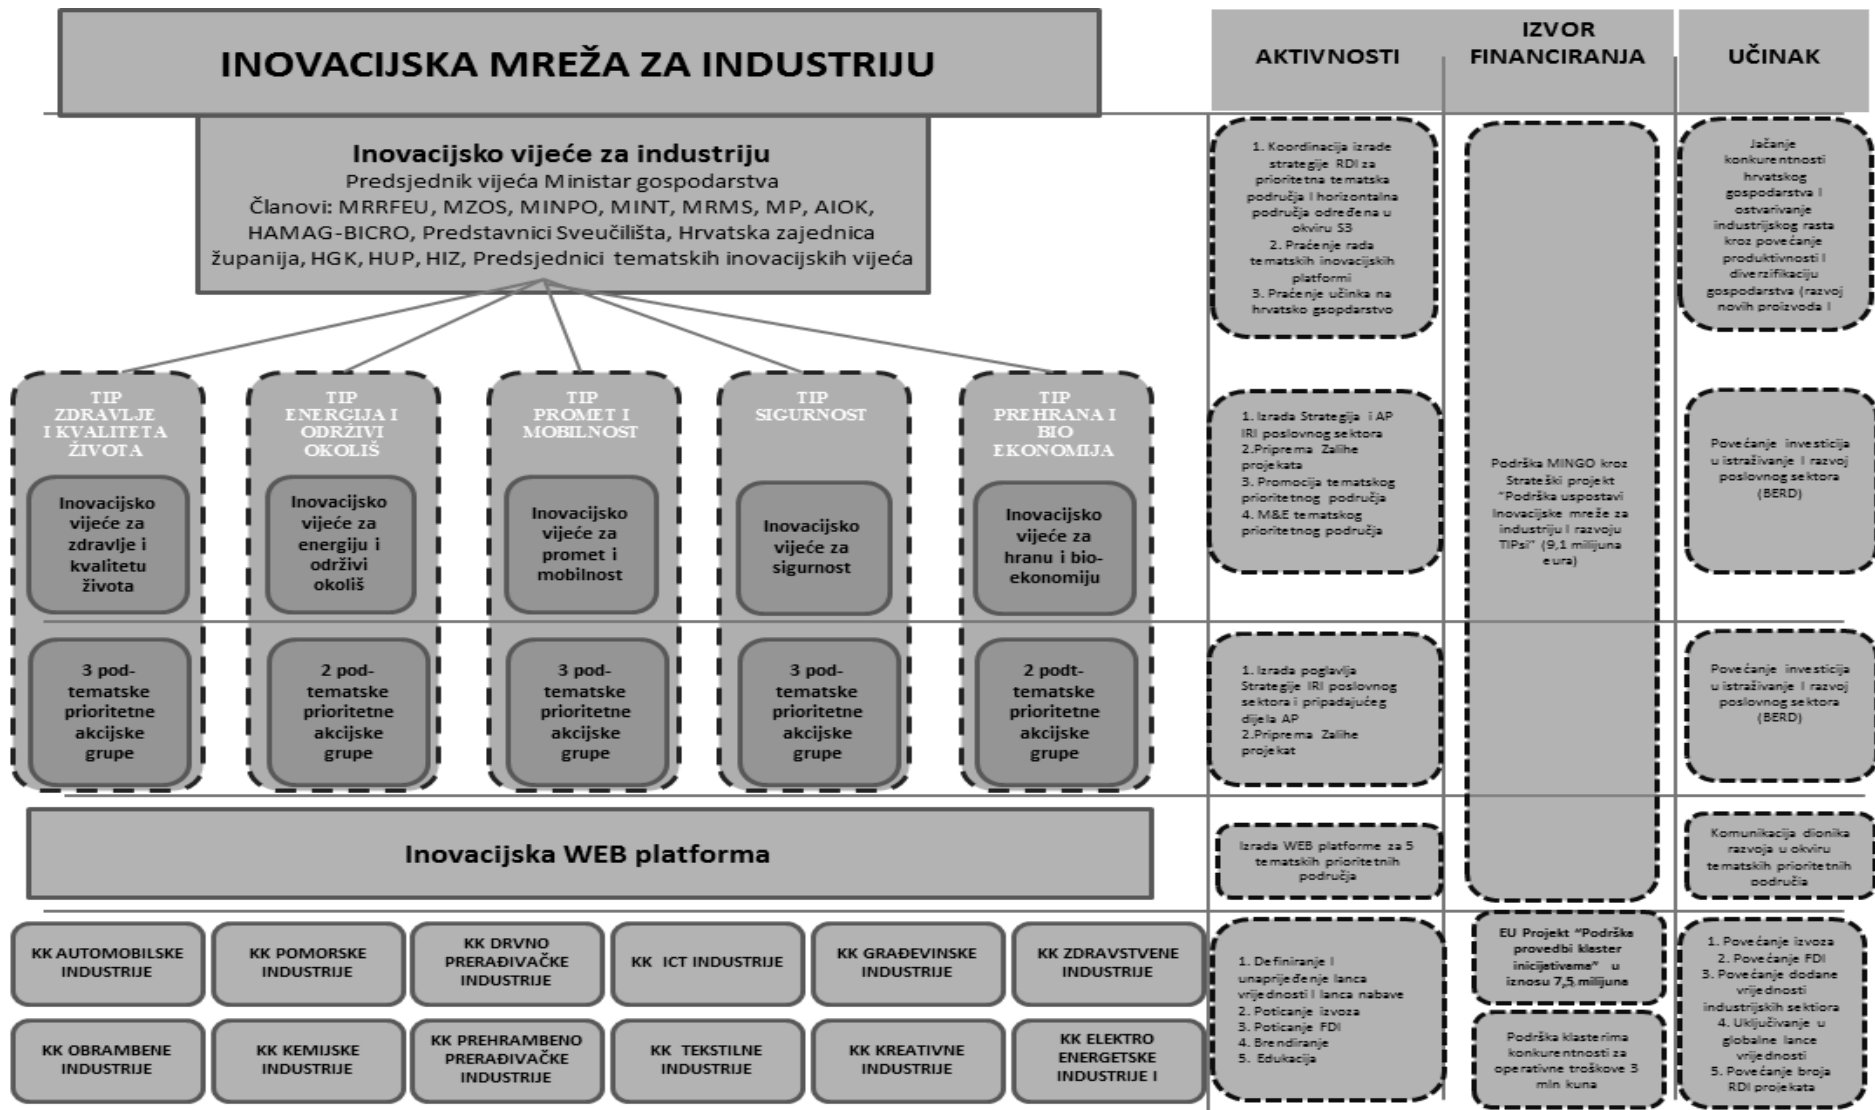 INOVACIJSKA MREŽA ZA INDUSTRIJU
AKTIVNOSTI
IZVOR
FINANCIRANJA
UČINAK
Inovacijsko vijeće za industriju
Predsjednik vijeća Ministar gospodarstva
Članovi: MRRFEU, MZOS, MINPO, MINT, MRMS, MP, AIOK,
HAMAG-BICRO, Predstavnici Sveučilišta, Hrvatska zajednica
županija, HGK, HUP, HIZ, Predsjednici tematskih inovacijskih vijeća
1. Koordinacija izrade
strategije RDI za
prioritetna tematska
područja I horizontalna
područja određena u
okviru S3
2. Praćenje rada
tematskih inovacijskih
platformi
3. Praćenje učinka na
hrvatsko gsopdarstvo
Jačanje
konkurentnosti
hrvatskog
gospodarstva I
ostvarivanje
industrijskog rasta
kroz povećanje
produktivnosti I
diverzifikaciju
gospodarstva (razvoj
novih proizvoda I
TIP
ZDRAVLJE
I KVALITETA
ŽIVOTA
TIP
ENERGIJA I
ODRŽIVI
OKOLIŠ
TIP
PROMET I
MOBILNOST
TIP
SIGURNOST
TIP
PREHRANA I
BIO
EKONOMIJA
Inovacijsko
vijeće za
zdravlje i
kvalitetu
života
Inovacijsko
vijeće za
energiju i
održivi
okoliš
Inovacijsko
vijeće za
promet i
mobilnost
Inovacijsko
vijeće za
sigurnost
Inovacijsko
vijeće za
hranu i bio-
ekonomiju
1. Izrada Strategija i AP
IRI poslovnog sektora
2.Priprema Zalihe
projekata
3. Promocija tematskog
prioritetnog područja
4. M&E tematskog
prioritetnog područja
Podrška MINGO kroz
Strateški projekt
"Podrška uspostavi
Inovacijske mreže za
industriju I razvoju
TIPsi" (9,1 milijuna
eura)
Povećanje investicija
u istraživanje I razvoj
poslovnog sektora
(BERD)
3 pod-
tematske
prioritetne
akcijske
grupe
2 pod-
tematske
prioritetne
akcijske
grupe
3 pod-
tematske
prioritetne
akcijske
grupe
3 pod-
tematske
prioritetne
akcijske
grupe
2 podt-
tematske
prioritetne
akcijske
grupe
1. Izrada poglavlja
Strategije IRI poslovnog
sektora i pripadajućeg
dijela AP
2.Priprema Zalihe
projekat
Povećanje investicija
u istraživanje I razvoj
poslovnog sektora
(BERD)
Inovacijska WEB platforma
Izrada WEB platforme za 5
tematskih prioritetnih
područja
Komunikacija dionika
razvoja u okviru
tematskih prioritetnih
područja
KK AUTOMOBILSKE
INDUSTRIJE
KK POMORSKE
INDUSTRIJE
KK DRVNO
PRERAĐIVAČKE
INDUSTRIJE
KK ICT INDUSTRIJE
KK GRAĐEVINSKE
INDUSTRIJE
KK ZDRAVSTVENE
INDUSTRIJE
KK OBRAMBENE
INDUSTRIJE
KK KEMIJSKE
INDUSTRIJE
KK PREHRAMBENO
PRERAĐIVAČKE
INDUSTRIJE
KK TEKSTILNE
INDUSTRIJE
KK KREATIVNE
INDUSTRIJE
KK ELEKTRO
ENERGETSKE
INDUSTRIJE I
1. Definiranje I
unaprijeđenje lanca
vrijednosti I lanca nabave
2. Poticanje izvoza
3. Poticanje FDI
4. Brendiranje
5. Edukacija
EU Projekt "Podrška
provedbi klaster
inicijativama" u
iznosu 7,5 milijuna
Podrška klasterima
konkurentnosti za
operativne troškove 3
mln kuna
1. Povećanje izvoza
2. Povećanje FDI
3. Povećanje dodane
vrijednosti
industrijskih sektiora
4. Uključivanje u
globalne lance
vrijednosti
5. Povećanje broja
RDI projekata